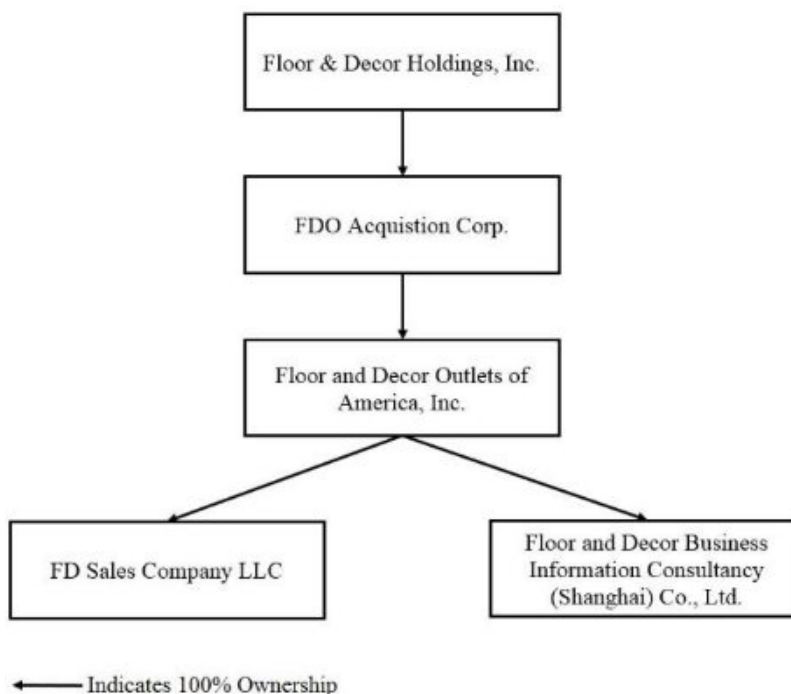 Floor & Decor Holdings, Inc.
FDO Acquistion Corp.
Floor and Decor Outlets of
America, Inc.
FD Sales Company LLC
Floor and Decor Business
Information Consultancy
(Shanghai) Co., Ltd.
Indicates 100% Ownership